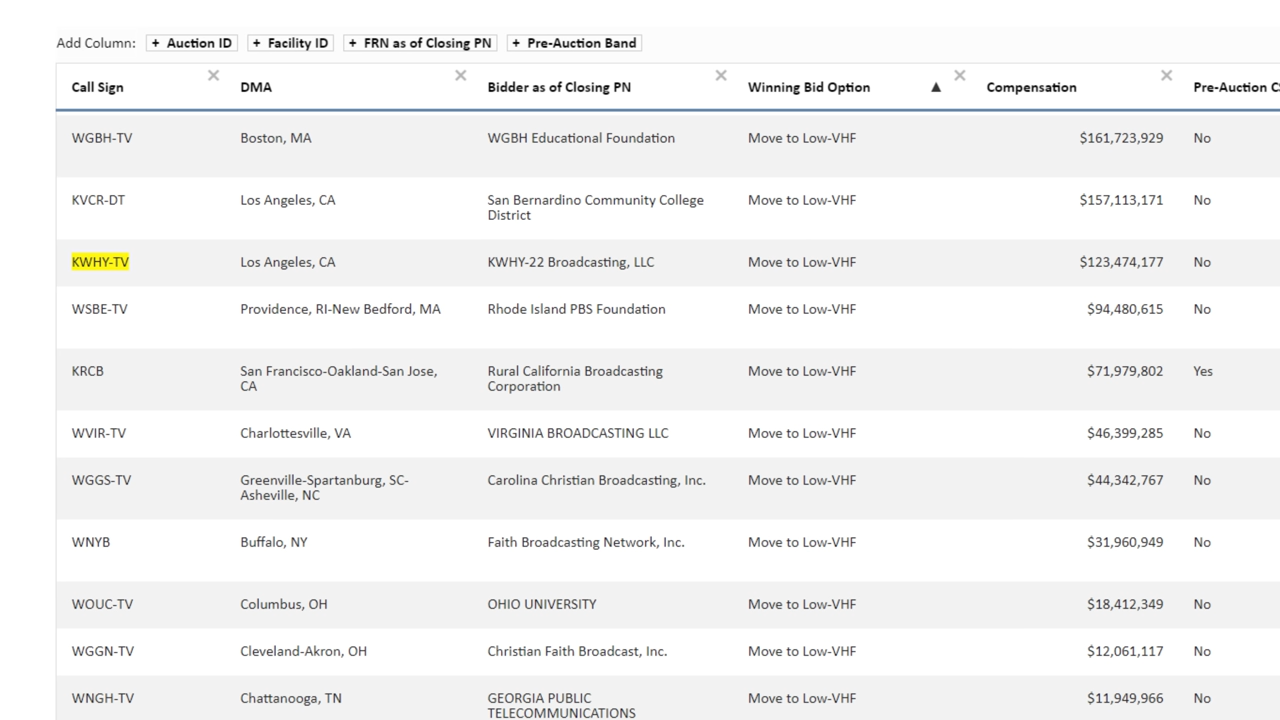 Add Column: + Auction ID + Facility ID + FRN as of Closing PN + Pre-Auction Band
Call Sign DMA Bidder as of Closing PN Winning Bid Option ▲ Compensation Pre-Auction
WGBH-TV Boston, MA WGBH Educational Foundation Move to Low-VHF $161,723,929 No
KVCR-DT Los Angeles, CA San Bernardino Community College Move to Low-VHF $157,113,171 No
District
KWHY-TV Los Angeles, CA KWHY-22 Broadcasting, LLC Move to Low-VHF $123,474,177 No
WSBE-TV Providence, RI-New Bedford, MA Rhode Island PBS Foundation Move to Low-VHF $94,480,615 No
KRCB San Francisco-Oakland-San Jose, Rural California Broadcasting Move to Low-VHF $71,979,802 Yes
CA Corporation
WVIR-TV Charlottesville, VA VIRGINIA BROADCASTING LLC Move to Low-VHF $46,399,285 No
WGGS-TV Greenville-Spartanburg, SC- Carolina Christian Broadcasting, Inc. Move to Low-VHF $44,342,767 No
Asheville, NC
WNYB Buffalo, NY Faith Broadcasting Network, Inc. Move to Low-VHF $31,960,949 No
WOUC-TV Columbus, OH OHIO UNIVERSITY Move to Low-VHF $18,412,349 No
WGGN-TV Cleveland-Akron, OH Christian Faith Broadcast, Inc. Move to Low-VHF $12,061,117 No
WNGH-TV Chattanooga, TN GEORGIA PUBLIC Move to Low-VHF $11,949,966 No
TELECOMMUNICATIONS